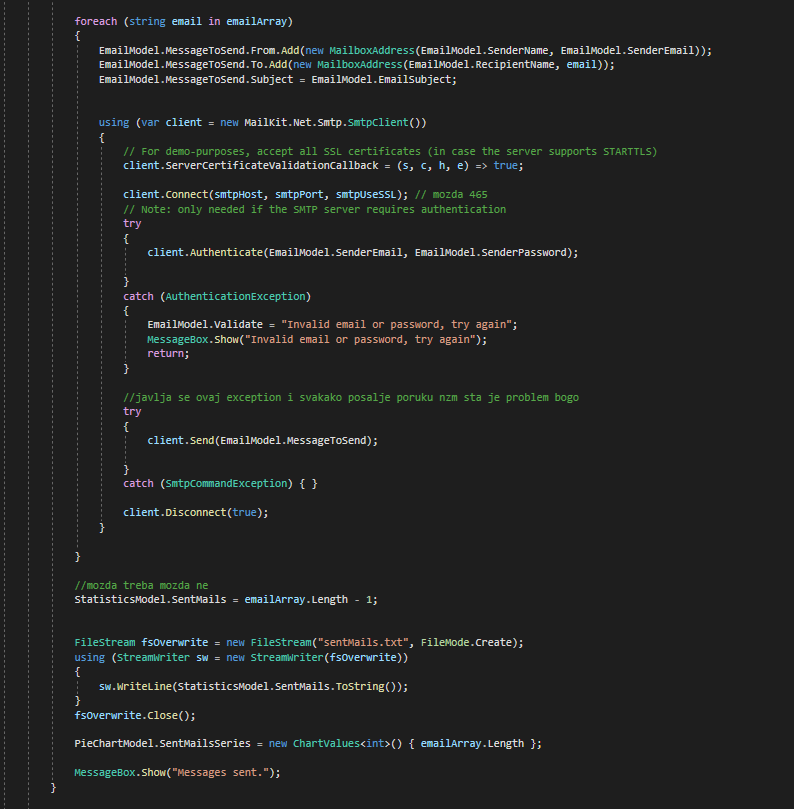 foreach (string email in emailArray)
{
EmailModel.MessageToSend.From.Add(new MailboxAddress(EmailModel.SenderName, EmailModel.SenderEmail));
EmailModel.MessageToSend.To.Add(new MailboxAddress(EmailModel.RecipientName, email));
EmailModel.MessageToSend.Subject = EmailModel.EmailSubject;
using (var client = new MailKit.Net.Smtp.SmtpClient())
{
// For demo-purposes, accept all SSL certificates (in case the server supports STARTTLS)
client.ServerCertificateValidationCallback = (s, c, h, e) => true;
client.Connect(smtpHost, smtpPort, smtpUseSSL); // mozda 465
// Note: only needed if the SMTP server requires authentication
try
{
client.Authenticate(EmailModel.SenderEmail, EmailModel.SenderPassword);
}
catch (AuthenticationException)
{
EmailModel.Validate = "Invalid email or password, try again";
MessageBox.Show("Invalid email or password, try again");
return;
}
//javlja se ovaj exception i svakako posalje poruku nzm sta je problem bogo
try
{
client.Send(EmailModel.MessageToSend);
}
catch (SmtpCommandException) { }
client.Disconnect(true);
}
}
//mozda treba mozda ne
StatisticsModel.SentMails = emailArray.Length - 1;
FileStream fsOverwrite = new FileStream("sentMails.txt", FileMode.Create);
using (StreamWriter sw = new StreamWriter(fsOverwrite))
{
sw.WriteLine(StatisticsModel.SentMails.ToString());
}
fsOverwrite.Close();
PieChartModel.SentMailsSeries = new ChartValues<int>() { emailArray.Length };
MessageBox.Show("Messages sent.");
}